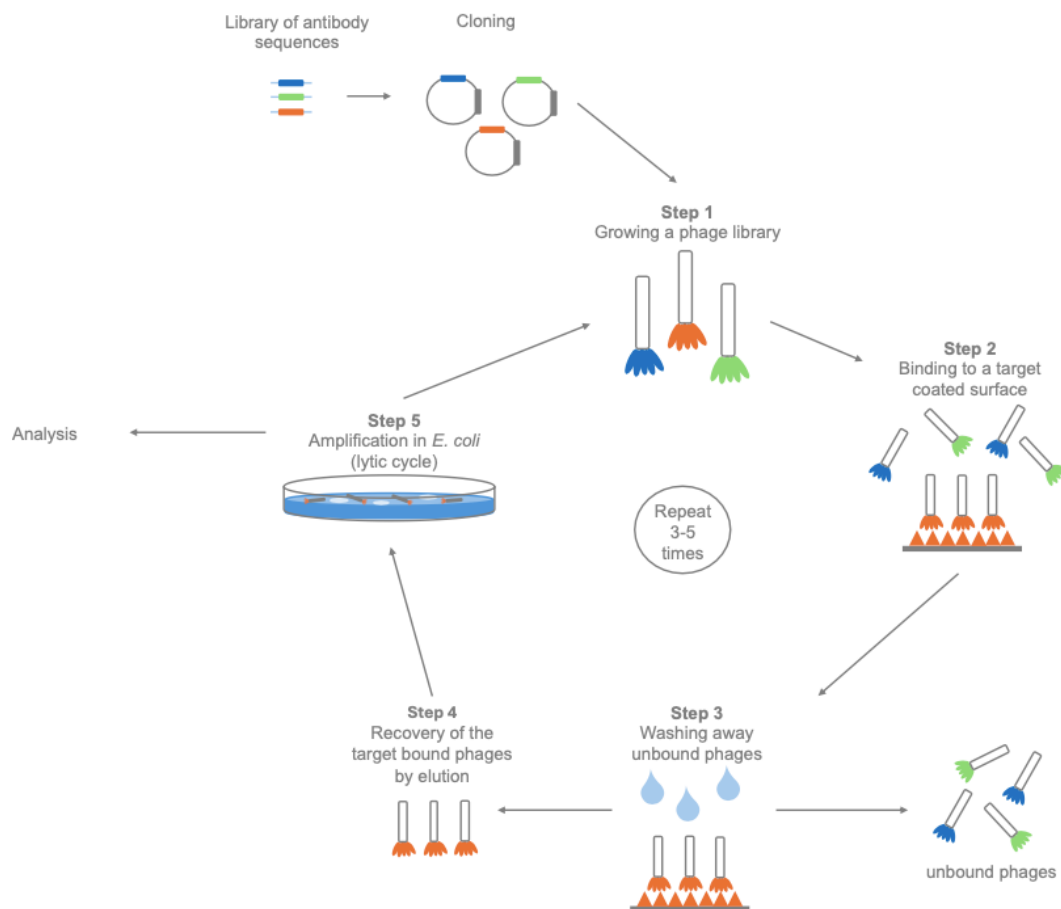 Library of antibody
sequences
Cloning
Step 1
Growing a phage library
Step 2
Binding to a target
coated surface
Step 5
Amplification in E. coli
(lytic cycle)
Analysis
Repeat
3-5
times
Step 4
Recovery of the
target bound phages
by elution
Step 3
Washing away
unbound phages
unbound phages